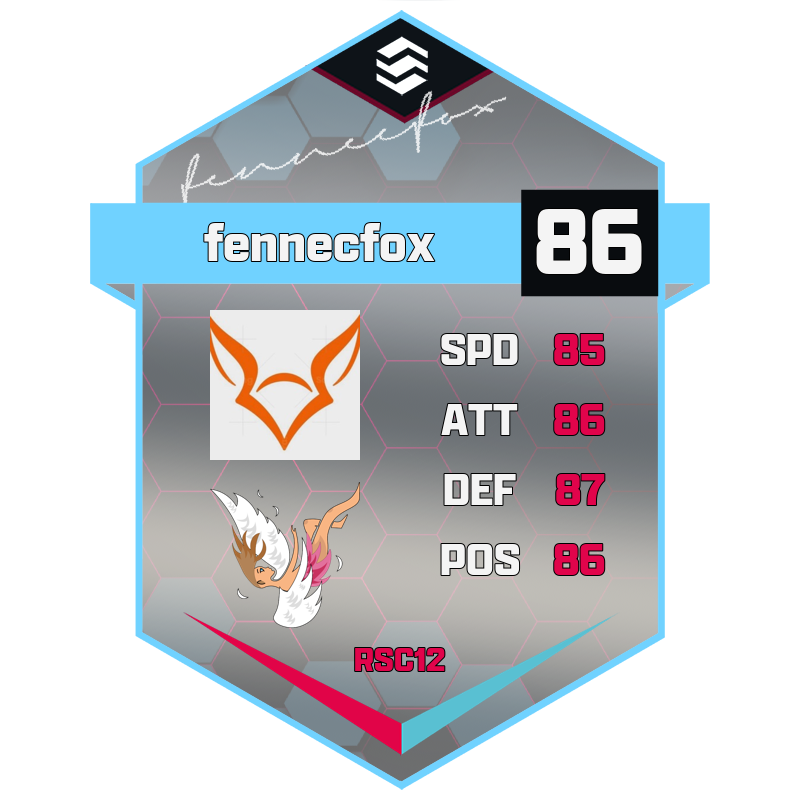 fennecfox
fennecfox 86
SPD 85
ATT 86
DEF 87
POS 86
RSC12